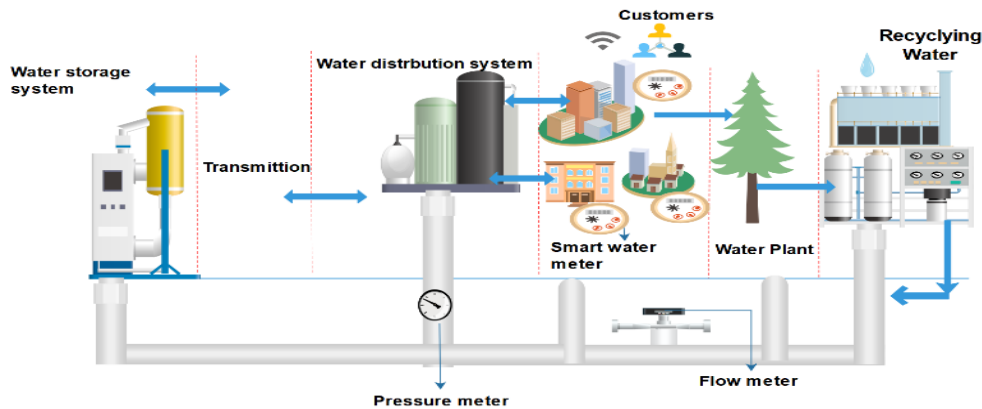 Customers
Recyclying
Water
Water storage
system
Water distrbution system
Transmittion
Smart water
meter
Water Plant
Flow meter
Pressure meter